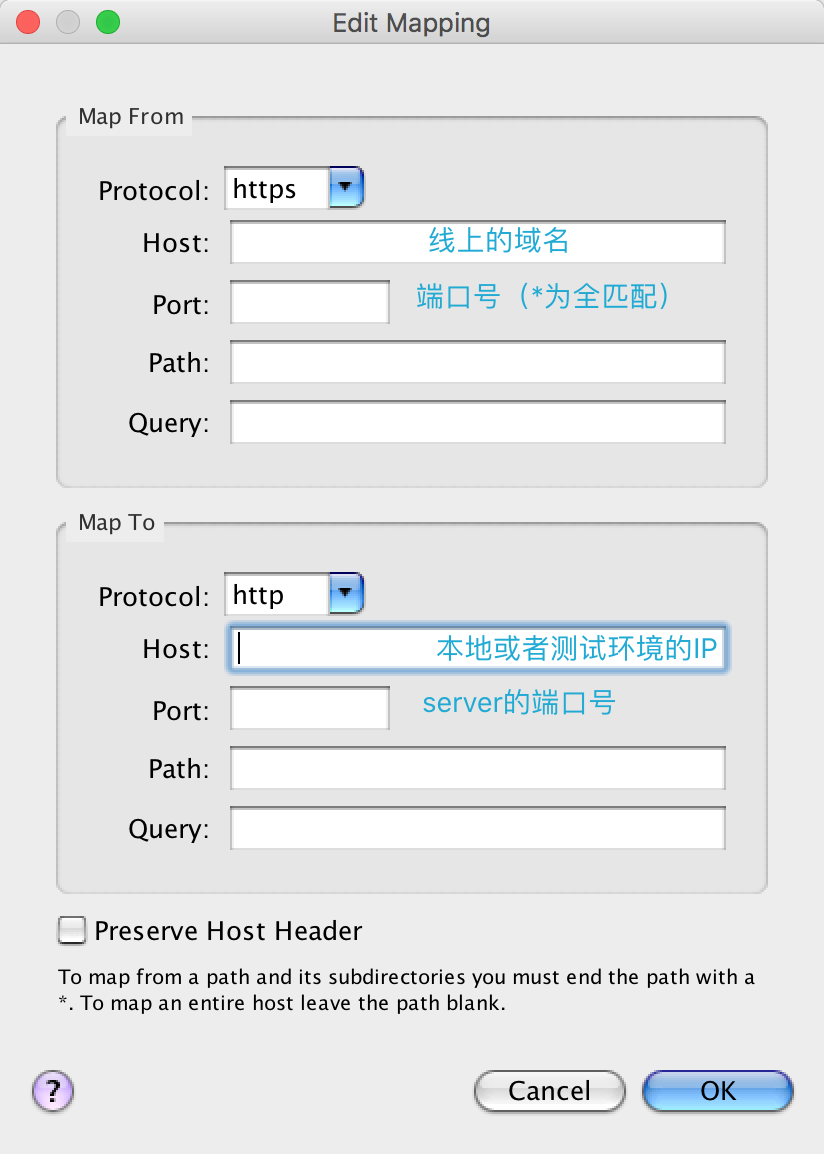 Edit Mapping
Map From
Protocol: https
Host: 线上的域名
Port: 端口号（*为全匹配）
Path:
Query:
Map To
Protocol: http
Host: 本地或者测试环境的IP
Port: server的端口号
Path:
Query:
Preserve Host Header
To map from a path and its subdirectories you must end the path with a
*. To map an entire host leave the path blank.
? Cancel OK